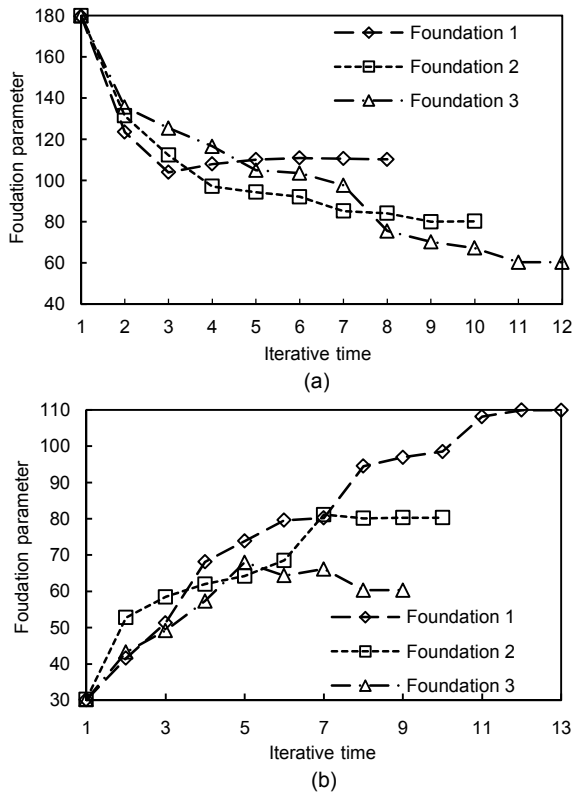 180
160
140
120
100
80
60
40
Foudation parameter
Foundation 1
Foundation 2
Foundation 3
1 2 3 4 5 6 7 8 9 10 11 12
Iterative time
(a)
110
100
90
80
70
60
50
40
30
Foudation parameter
Foundation 1
Foundation 2
Foundation 3
1 3 5 7 9 11 13
Iterative time
(b)